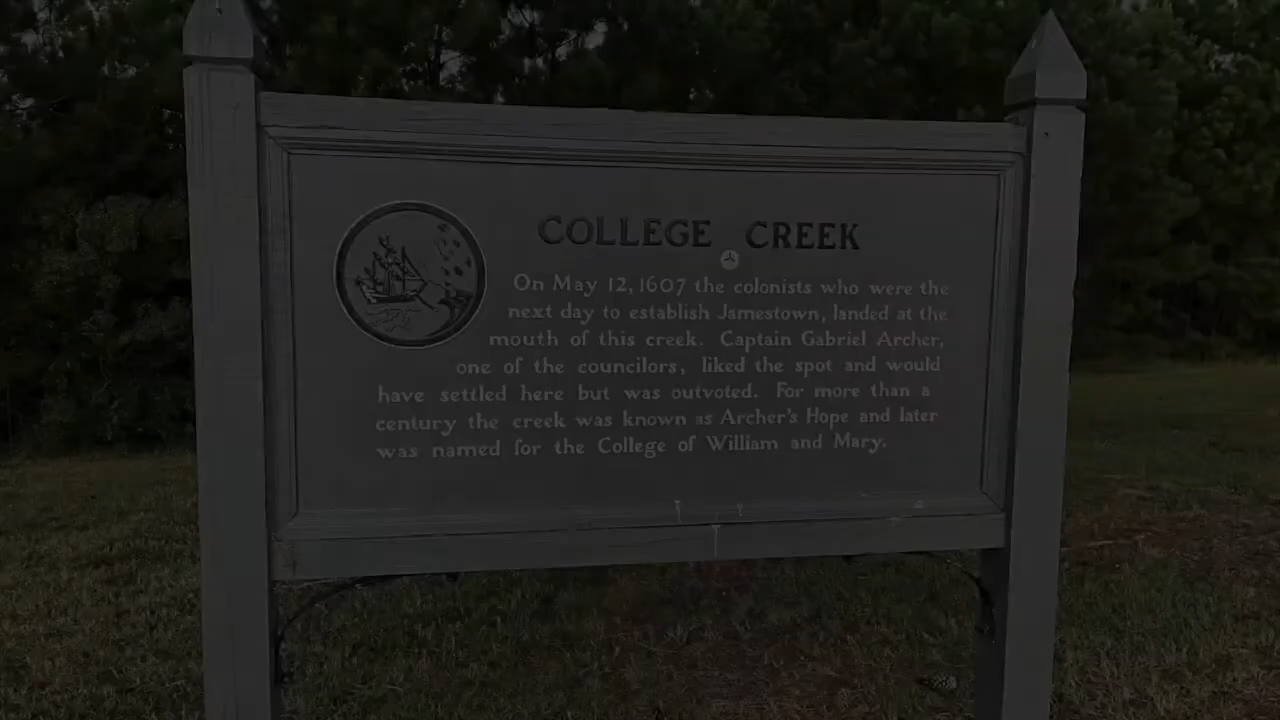 COLLEGE CREEK
On May 12, 1607 the colonists who were the
next day to establish Jamestown, landed at the
mouth of this creek. Captain Gabriel Archer,
one of the councilors, liked the spot and would
have settled here but was outvoted. For more than a
century the creek was known as Archer's Hope and later
was named for the College of William and Mary.